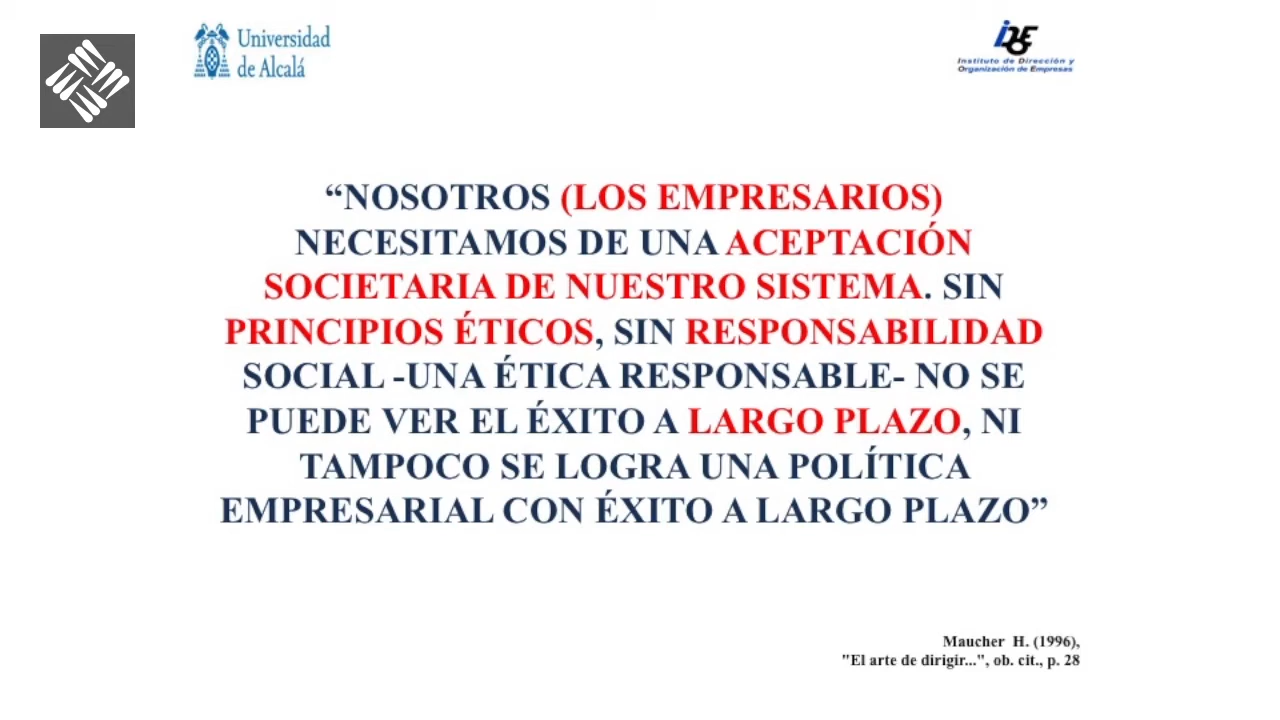 Universidad
de Alcalá
IDOE
Instituto de Dirección y
Organización de Empresas
“NOSOTROS (LOS EMPRESARIOS)
NECESITAMOS DE UNA ACEPTACIÓN
SOCIETARIA DE NUESTRO SISTEMA. SIN
PRINCIPIOS ÉTICOS, SIN RESPONSABILIDAD
SOCIAL -UNA ÉTICA RESPONSABLE- NO SE
PUEDE VER EL ÉXITO A LARGO PLAZO, NI
TAMPOCO SE LOGRA UNA POLÍTICA
EMPRESARIAL CON ÉXITO A LARGO PLAZO”
Maucher H. (1996),
"El arte de dirigir...", ob. cit., p. 28